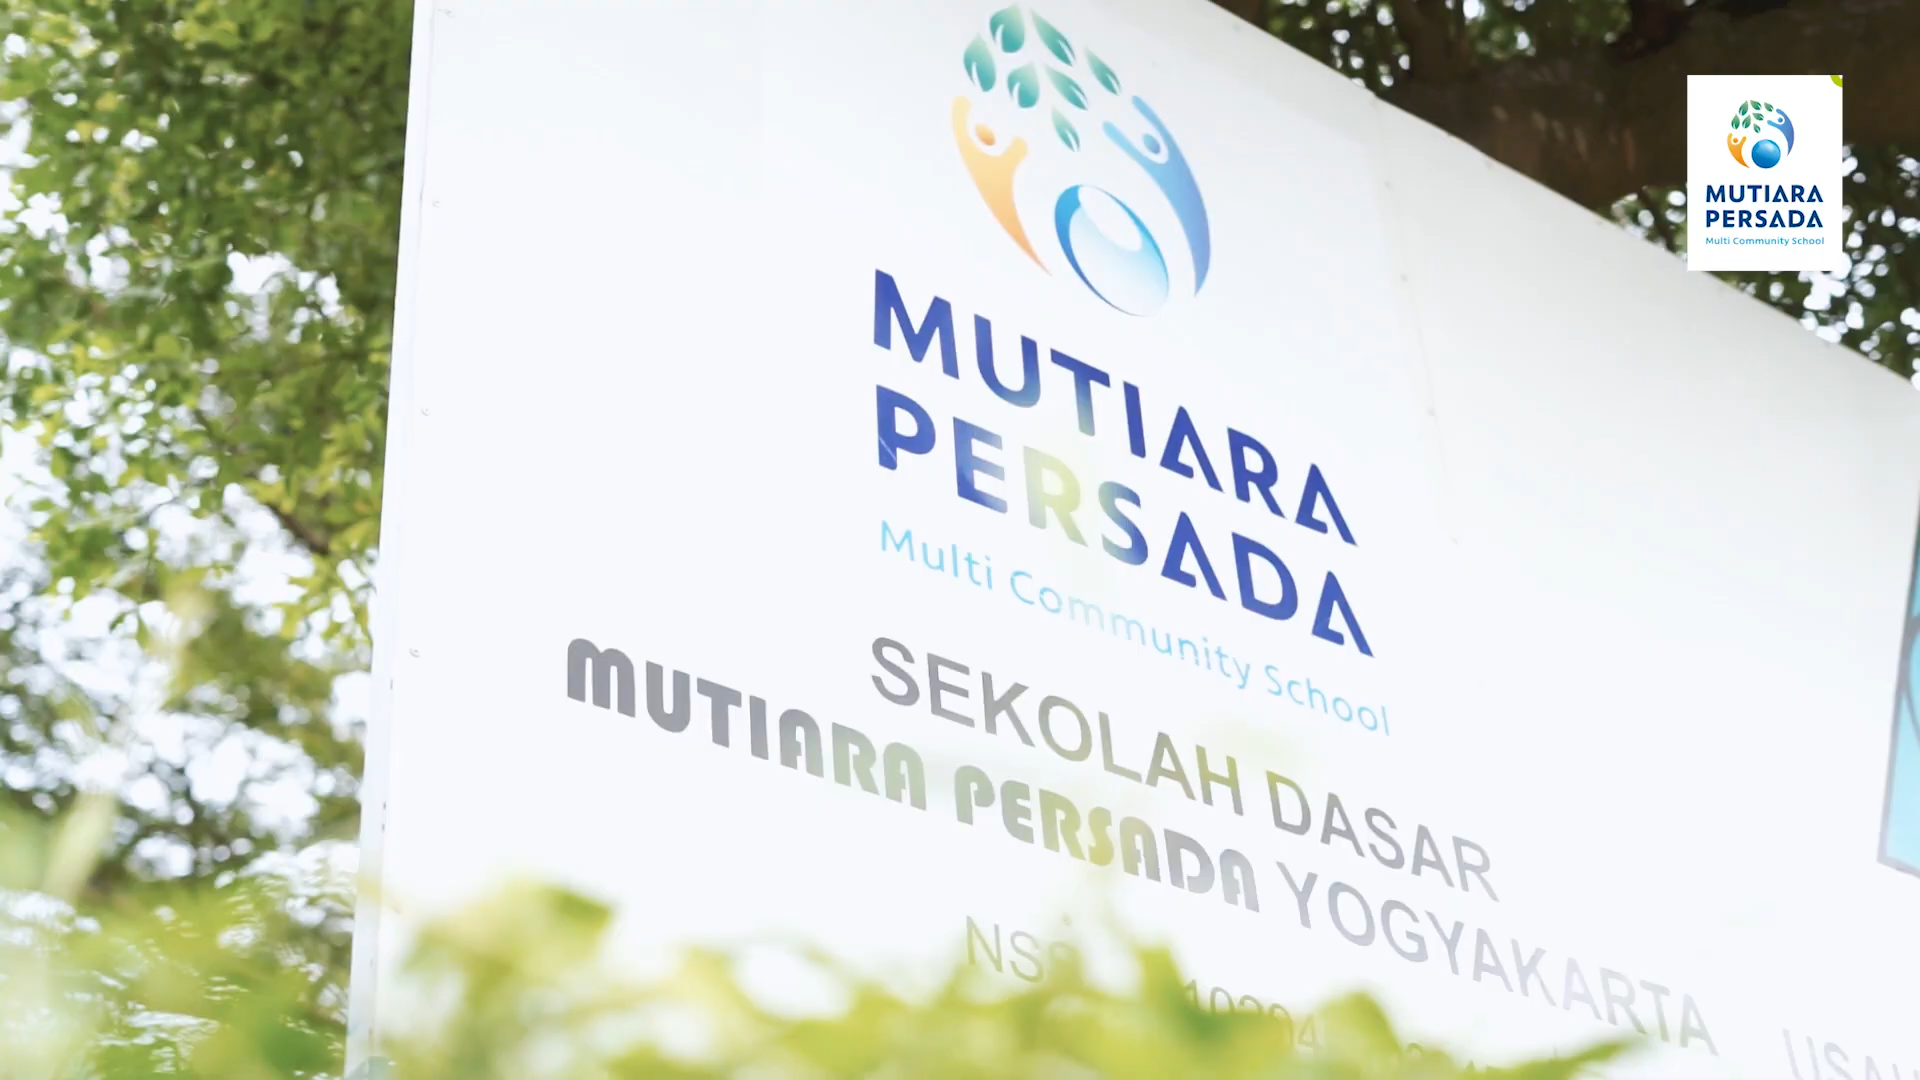 MUTIARA
PERSADA
Multi Community School
SEKOLAH DASAR
MUTIARA PERSADA YOGYAKARTA
MUTIARA
PERSADA
Multi Community School